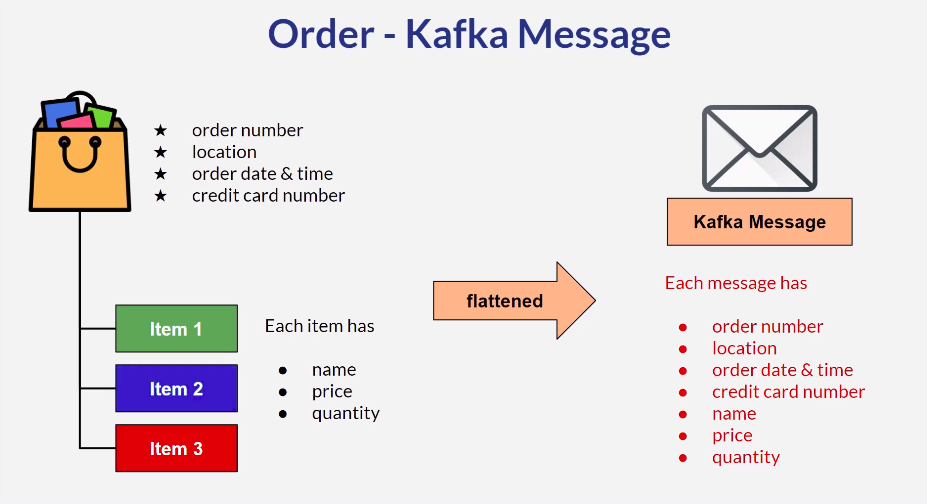 Order - Kafka Message
★ order number
★ location
★ order date & time
★ credit card number
Item 1
Item 2
Item 3
Each item has
● name
● price
● quantity
flattened
Kafka Message
Each message has
● order number
● location
● order date & time
● credit card number
● name
● price
● quantity